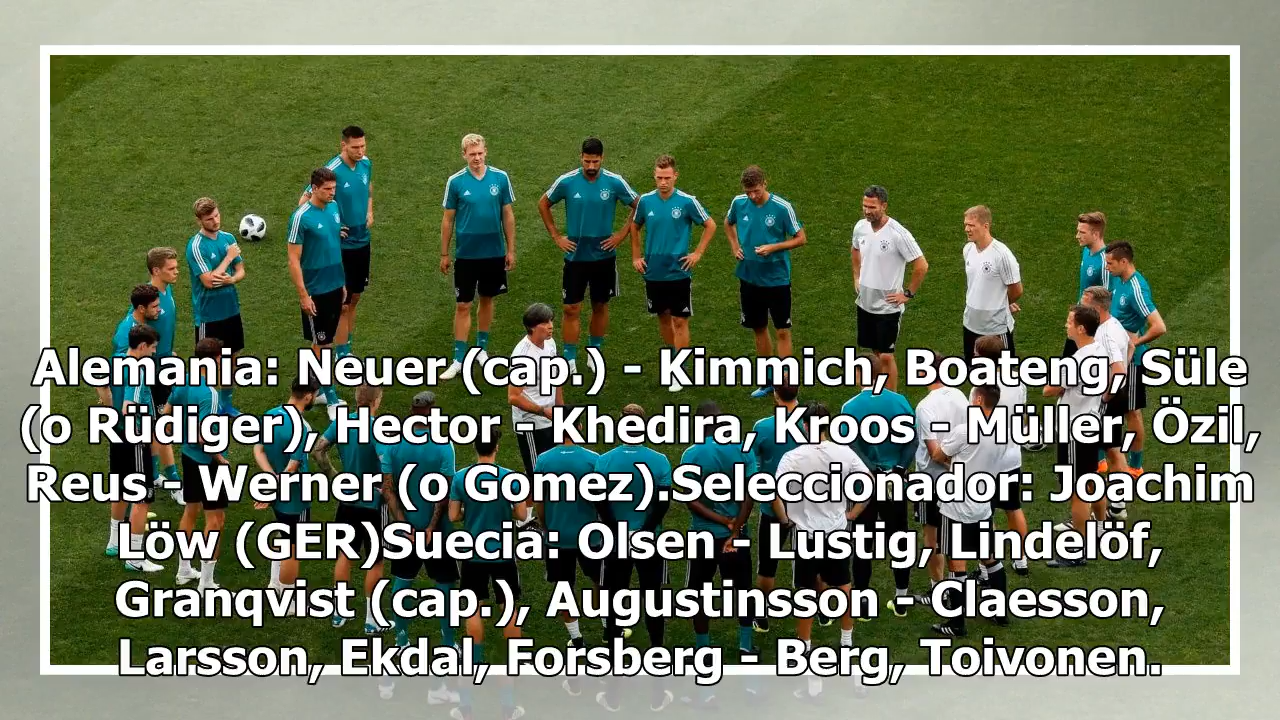 Alemania: Neuer (cap.) - Kimmich, Boateng, Süle
(o Rüdiger), Hector - Khedira, Kroos - Müller, Özil,
Reus - Werner (o Gomez).Seleccionador: Joachim
Löw (GER)Suecia: Olsen - Lustig, Lindelöf,
Granqvist (cap.), Augustinsson - Claesson,
Larsson, Ekdal, Forsberg - Berg, Toivonen.